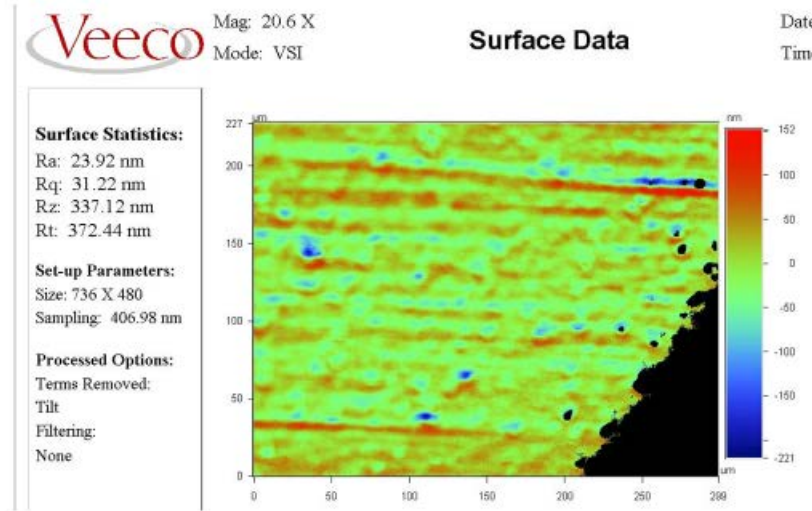 Veeco
Mag: 20.6 X
Mode: VSI
Surface Data
Date
Time
Surface Statistics:
Ra: 23.92 nm
Rq: 31.22 nm
Rz: 337.12 nm
Rt: 372.44 nm
Set-up Parameters:
Size: 736 X 480
Sampling: 406.98 nm
Processed Options:
Terms Removed:
Tilt
Filtering:
None
um
227
200
150
100
50
0
0
50
100
150
200
250
299
um
nm
152
100
50
0
-50
-100
-150
-221